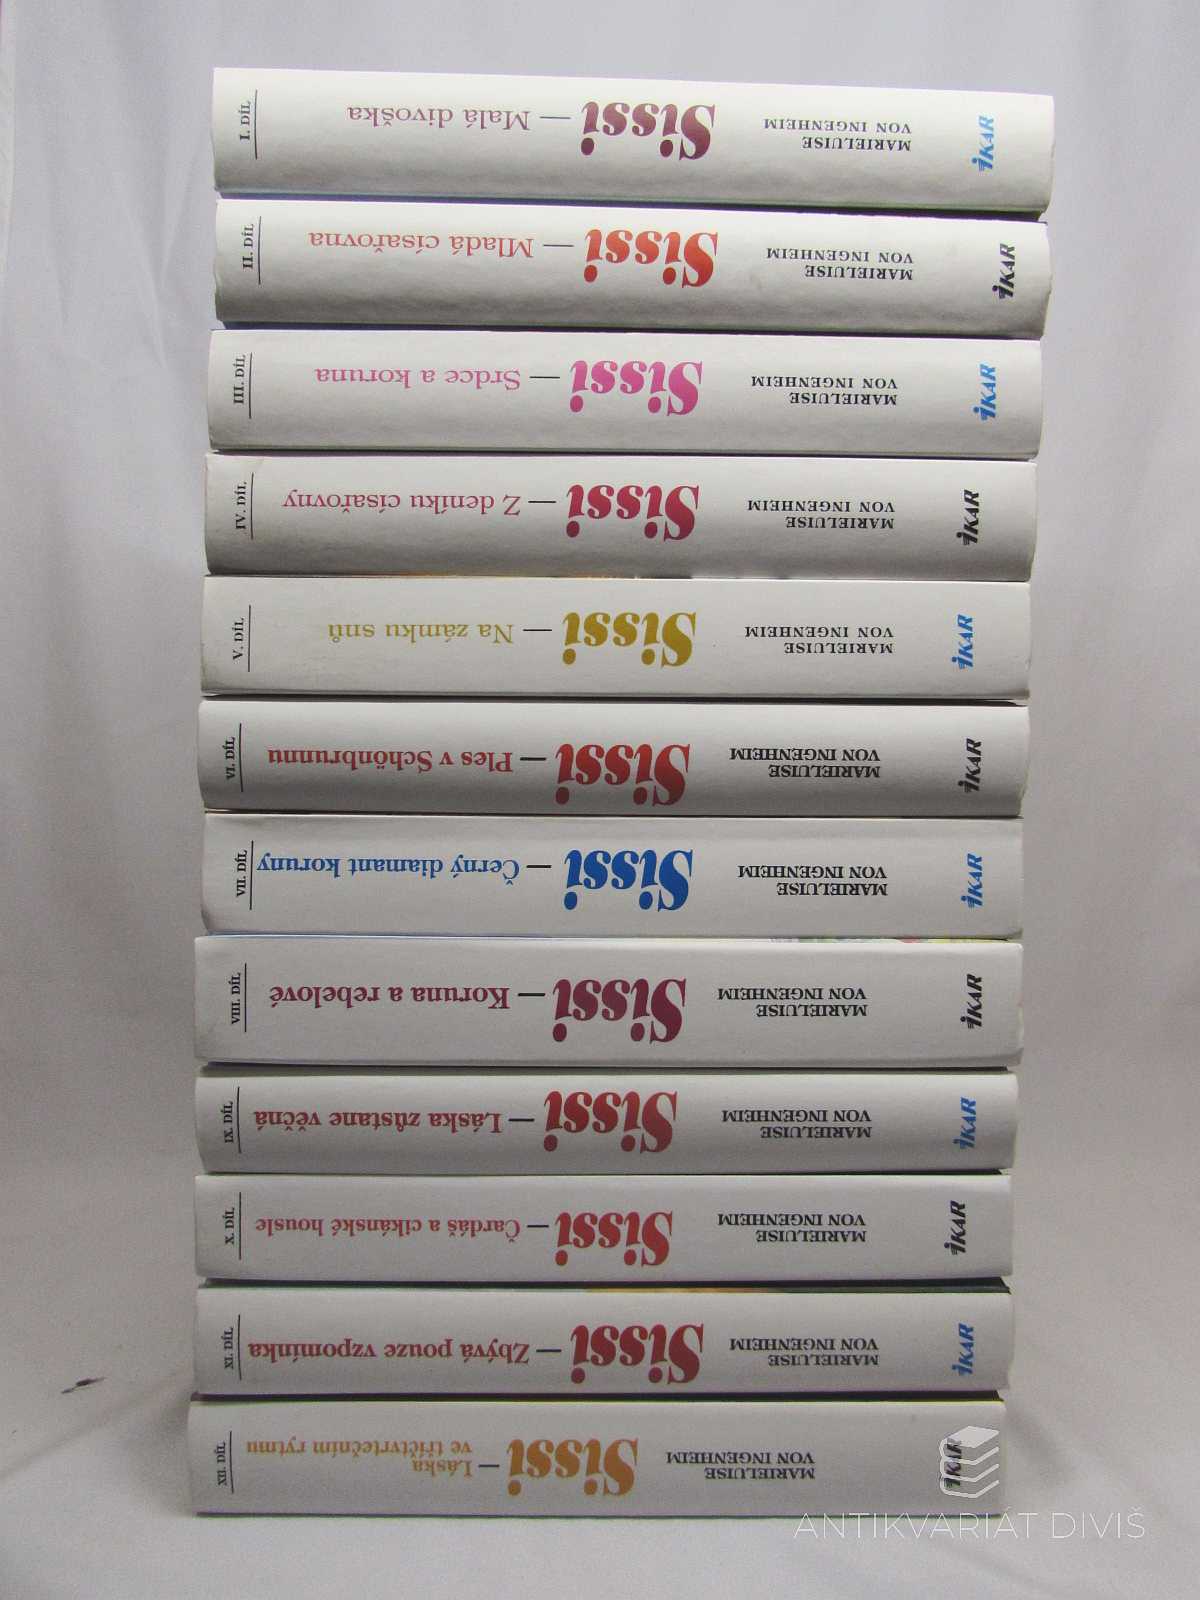 MARIELUISE
VON INGENHEIM
Sissi — Malá divoška
I. DÍL
IKAR
MARIELUISE
VON INGENHEIM
Sissi — Mladá císařovna
II. DÍL
IKAR
MARIELUISE
VON INGENHEIM
Sissi — Srdce a koruna
III. DÍL
IKAR
MARIELUISE
VON INGENHEIM
Sissi — Z deníku císařovny
IV. DÍL
IKAR
MARIELUISE
VON INGENHEIM
Sissi — Na zámku snů
V. DÍL
IKAR
MARIELUISE
VON INGENHEIM
Sissi — Ples v Schönbrunnu
VI. DÍL
IKAR
MARIELUISE
VON INGENHEIM
Sissi — Černý diamant koruny
VII. DÍL
IKAR
MARIELUISE
VON INGENHEIM
Sissi — Koruna a rebelové
VIII. DÍL
IKAR
MARIELUISE
VON INGENHEIM
Sissi — Láska zůstane věčná
IX. DÍL
IKAR
MARIELUISE
VON INGENHEIM
Sissi — Čardáš a cikánské housle
X. DÍL
IKAR
MARIELUISE
VON INGENHEIM
Sissi — Zbývá pouze vzpomínka
XI. DÍL
IKAR
MARIELUISE
VON INGENHEIM
Sissi — Láska
ve tříčtvrtečním rytmu
XII. DÍL
IKAR
ANTIKVARIÁT DIVIŠ